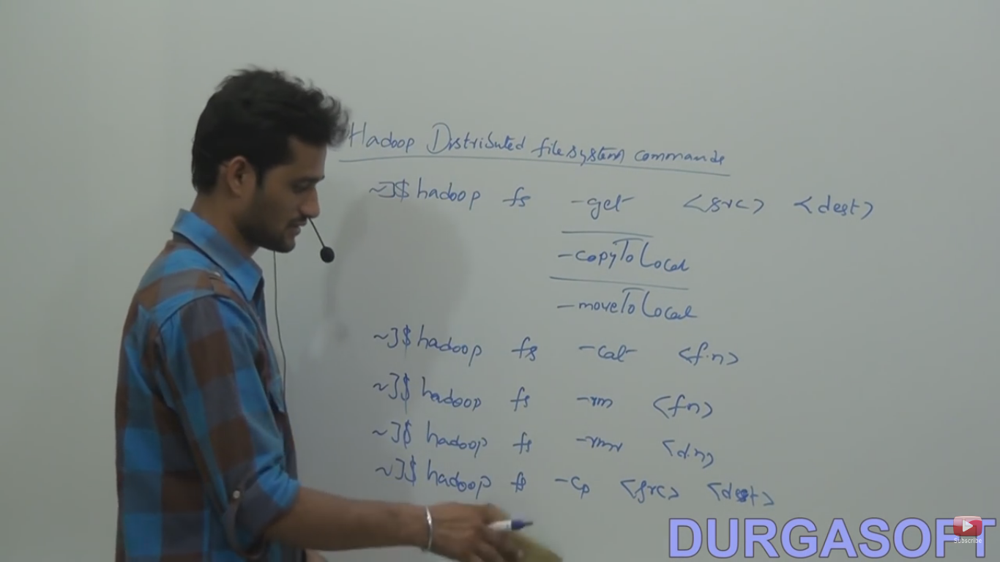 Hadoop Distributed filesystem commands
~]$ hadoop fs -get <src> <dest>
-copyToLocal
-moveToLocal
~]$ hadoop fs -cat <f.n>
~]$ hadoop fs -rm <fn>
~]$ hadoop fs -rmr <d.n>
~]$ hadoop fs -cp <src> <dest>
DURGASOFT
Subscribe